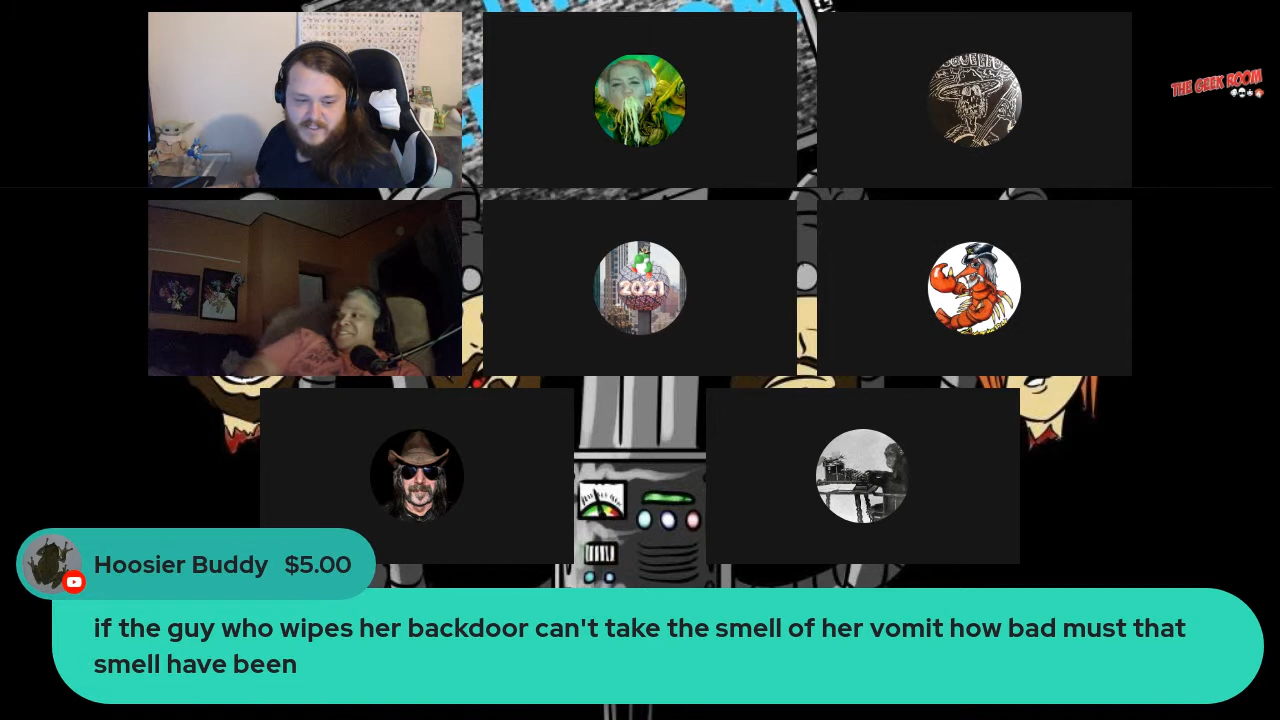 THE GEEK ROOM
2021
Hoosier Buddy $5.00
if the guy who wipes her backdoor can't take the smell of her vomit how bad must that
smell have been